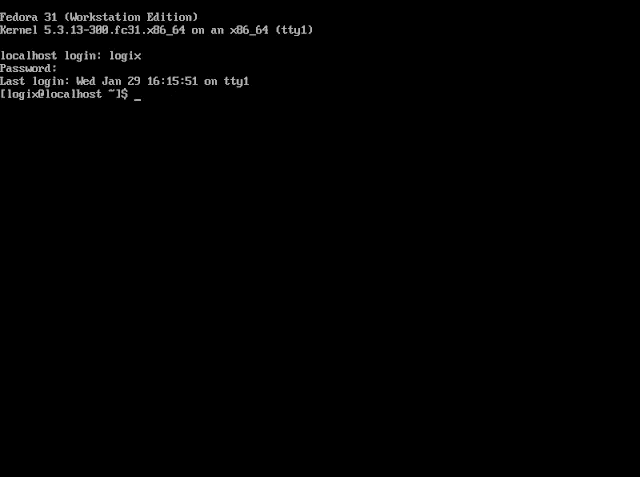 Fedora 31 (Workstation Edition)
Kernel 5.3.13-300.fc31.x86_64 on an x86_64 (tty1)
localhost login: logix
Password:
Last login: Wed Jan 29 16:15:51 on tty1
[logix@localhost ~]$ _